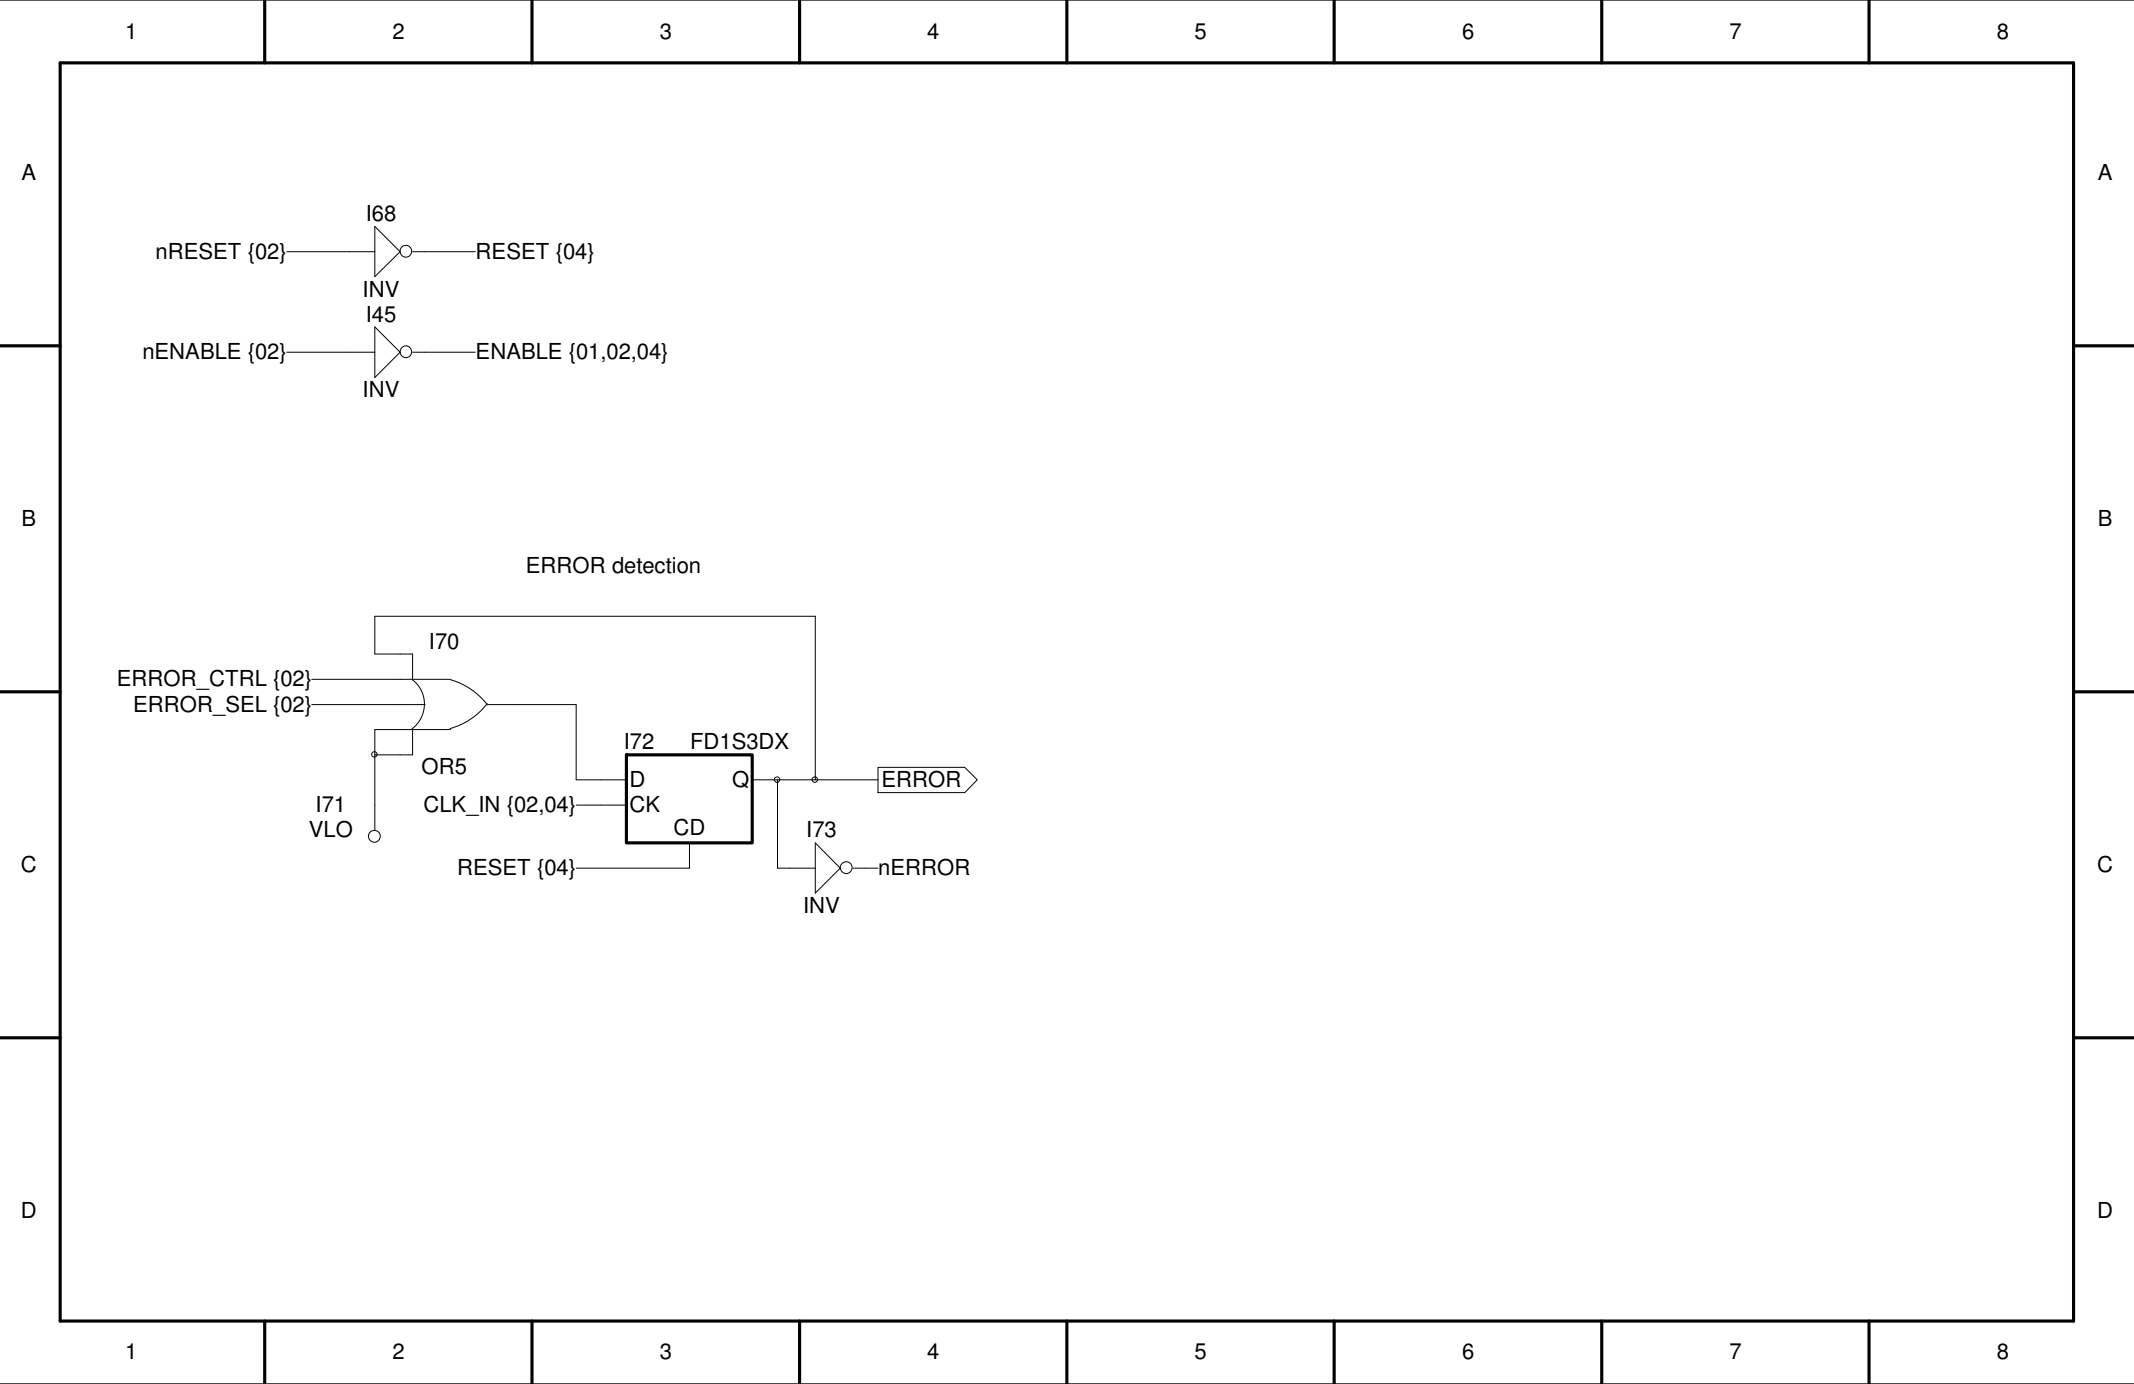 1 2 3 4 5 6 7 8
A A
I68
nRESET {02} RESET {04}
INV
I45
nENABLE {02} ENABLE {01,02,04}
INV
B B
ERROR detection
I70
ERROR_CTRL {02}
ERROR_SEL {02}
I72 FD1S3DX
OR5
D Q ERROR
I71 CLK_IN {02,04} CK
VLO CD I73
C C
RESET {04} nERROR
INV
D D
1 2 3 4 5 6 7 8